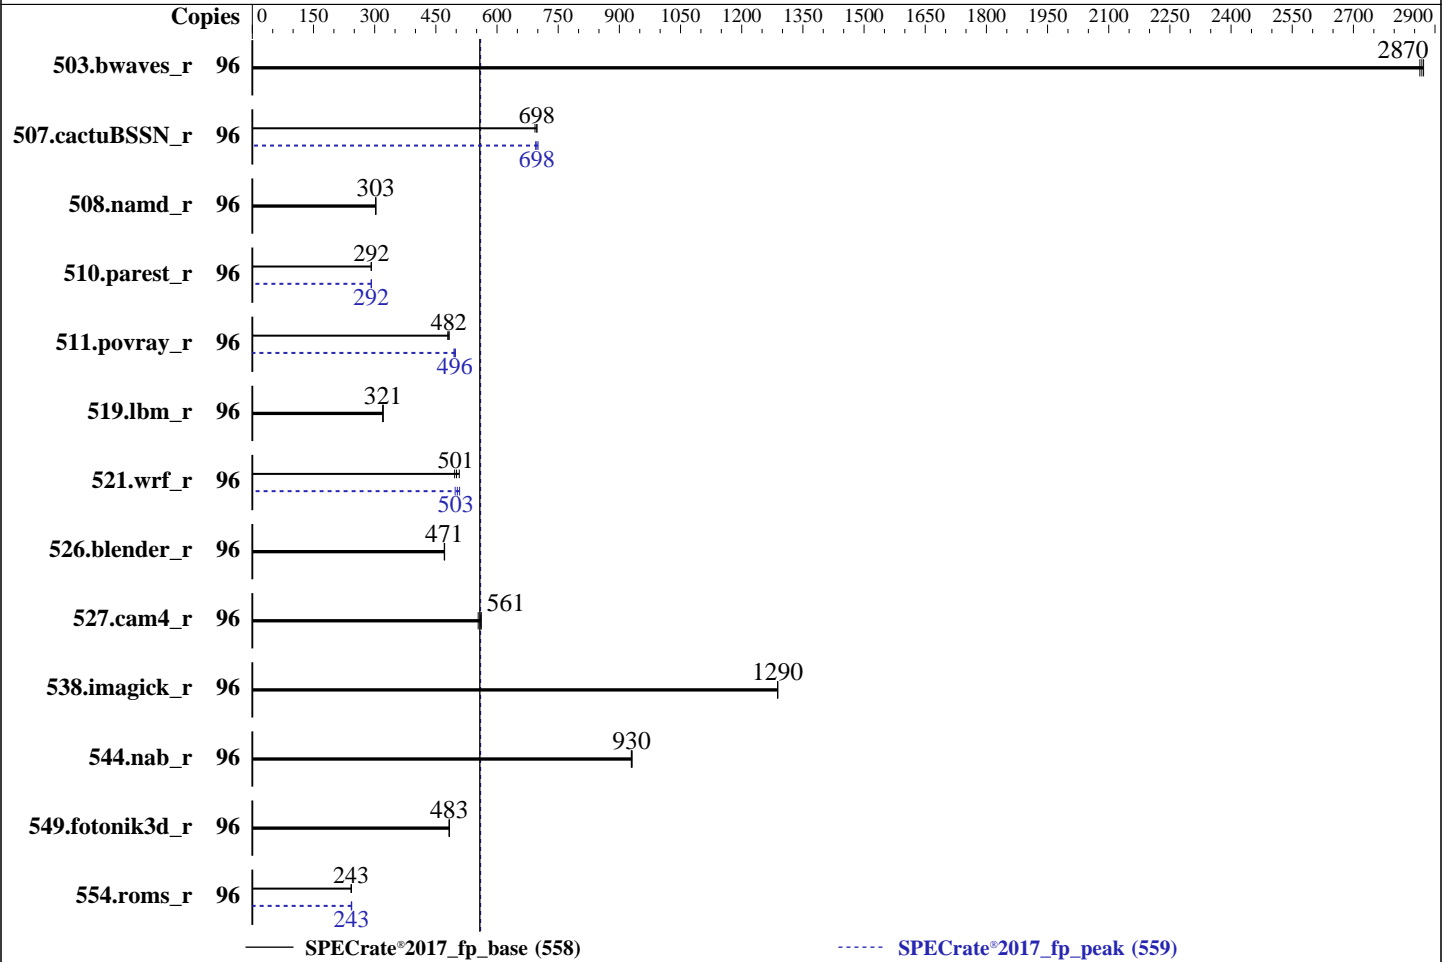 Copies 0 150 300 450 600 750 900 1050 1200 1350 1500 1650 1800 1950 2100 2250 2400 2550 2700 2900
503.bwaves_r 96 2870
507.cactuBSSN_r 96 698
698
508.namd_r 96 303
510.parest_r 96 292
292
511.povray_r 96 482
496
519.lbm_r 96 321
521.wrf_r 96 501
503
526.blender_r 96 471
527.cam4_r 96 561
538.imagick_r 96 1290
544.nab_r 96 930
549.fotonik3d_r 96 483
554.roms_r 96 243
243
SPECrate®2017_fp_base (558) SPECrate®2017_fp_peak (559)